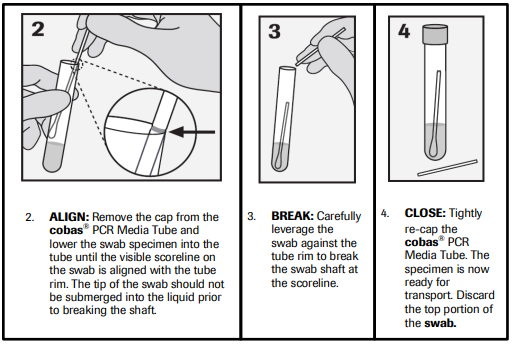 2
3
4
2. ALIGN: Remove the cap from the
cobas® PCR Media Tube and
lower the swab specimen into the
tube until the visible scoreline on
the swab is aligned with the tube
rim. The tip of the swab should not
be submerged into the liquid prior
to breaking the shaft.
3. BREAK: Carefully
leverage the
swab against the
tube rim to break
the swab shaft at
the scoreline.
4. CLOSE: Tightly
re-cap the
cobas® PCR
Media Tube. The
specimen is now
ready for
transport. Discard
the top portion of
the swab.